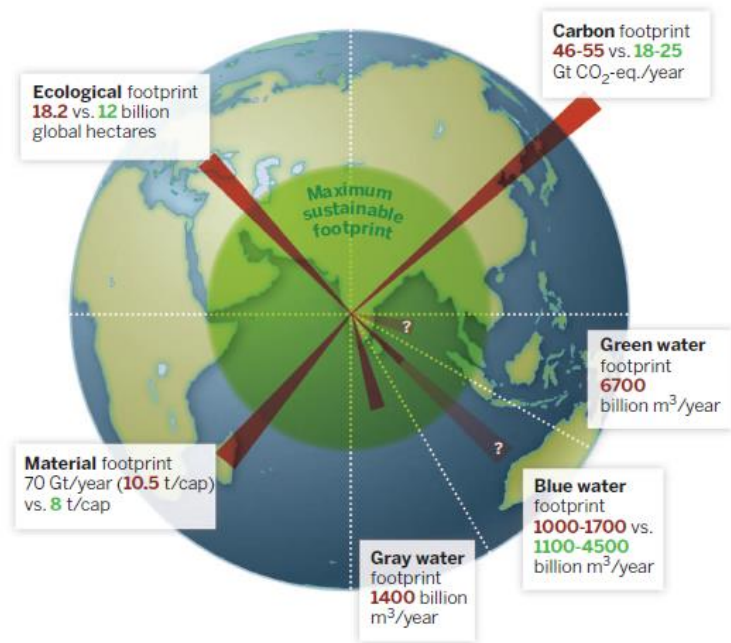 Carbon footprint
46-55 vs. 18-25
Gt CO₂-eq./year
Ecological footprint
18.2 vs. 12 billion
global hectares
Maximum
sustainable
footprint
?
Green water
footprint
6700
billion m³/year
?
Material footprint
70 Gt/year (10.5 t/cap)
vs. 8 t/cap
Blue water
footprint
1000-1700 vs.
1100-4500
billion m³/year
Gray water
footprint
1400 billion
m³/year